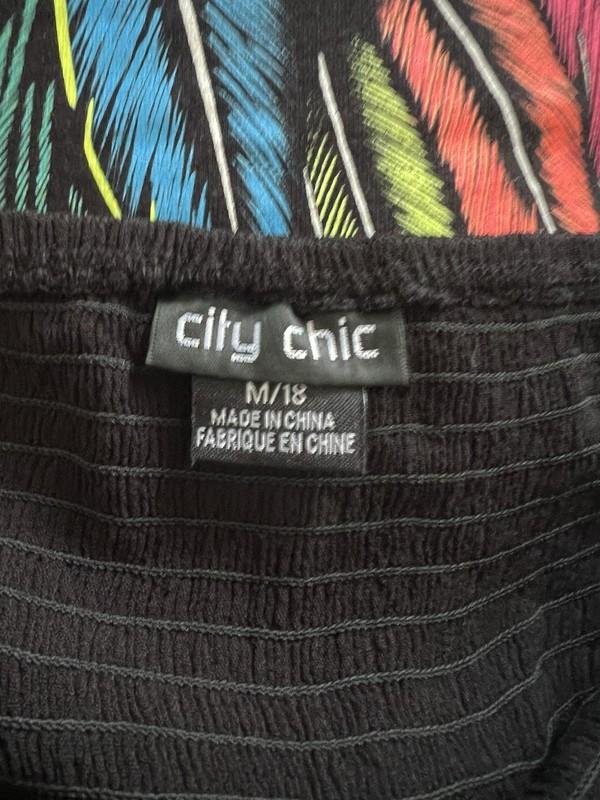 city chic
M/18
MADE IN CHINA
FABRIQUE EN CHINE